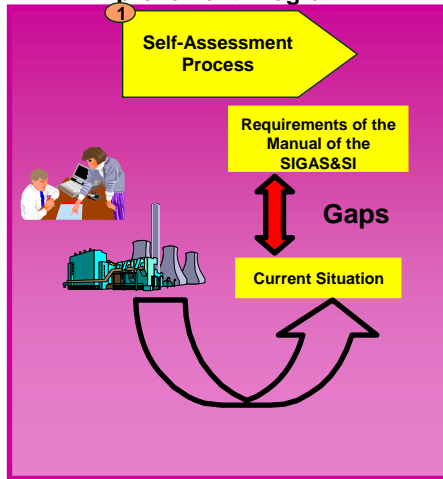 1
Self-Assessment
Process
Requirements of the
Manual of the
SIGAS&SI
Gaps
Current Situation